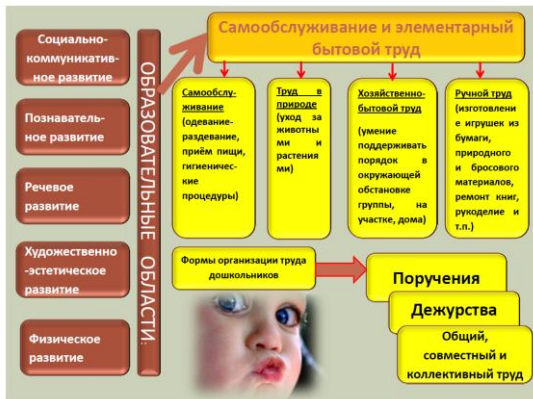 Социально-
коммуникатив-
ное развитие
Познаватель-
ное развитие
Речевое
развитие
Художественно
-эстетическое
развитие
Физическое
развитие
ОБРАЗОВАТЕЛЬНЫЕ ОБЛАСТИ:
Самообслуживание и элементарный
бытовой труд
Самообслу-
живание
(одевание-
раздевание,
приём пищи,
гигиеничес-
кие
процедуры)
Труд в
природе
(уход за
животны
ми и
растения
ми)
Хозяйственно-
бытовой труд
(умение
поддерживать
порядок в
окружающей
обстановке
группы, на
участке, дома)
Ручной труд
(изготовлени
е игрушек из
бумаги,
природного
и бросового
материалов,
ремонт книг,
рукоделие и
т.п.)
Формы организации труда
дошкольников
Поручения
Дежурства
Общий,
совместный и
коллективный труд